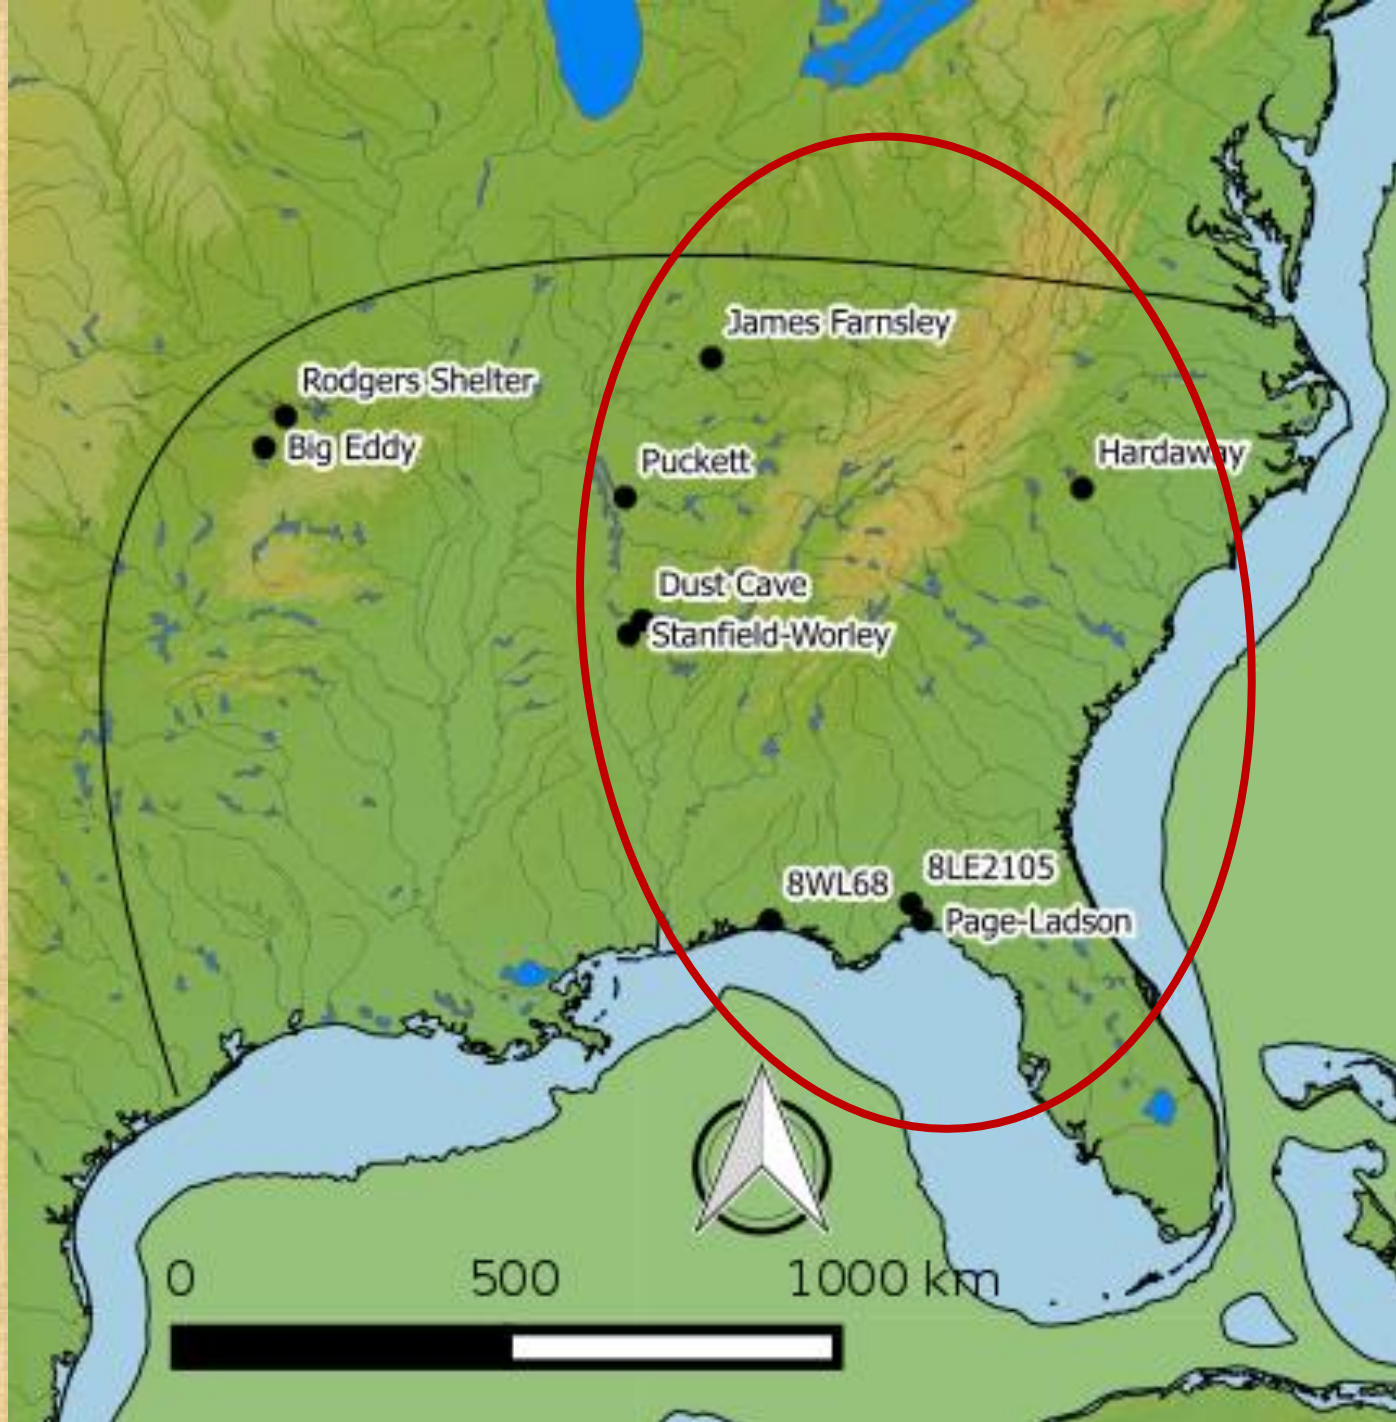 James Farnsley
Rodgers Shelter
Big Eddy
Puckett
Hardaway
Dust Cave
Stanfield-Worley
8LE2105
8WL68
Page-Ladson
0 500 1000 km